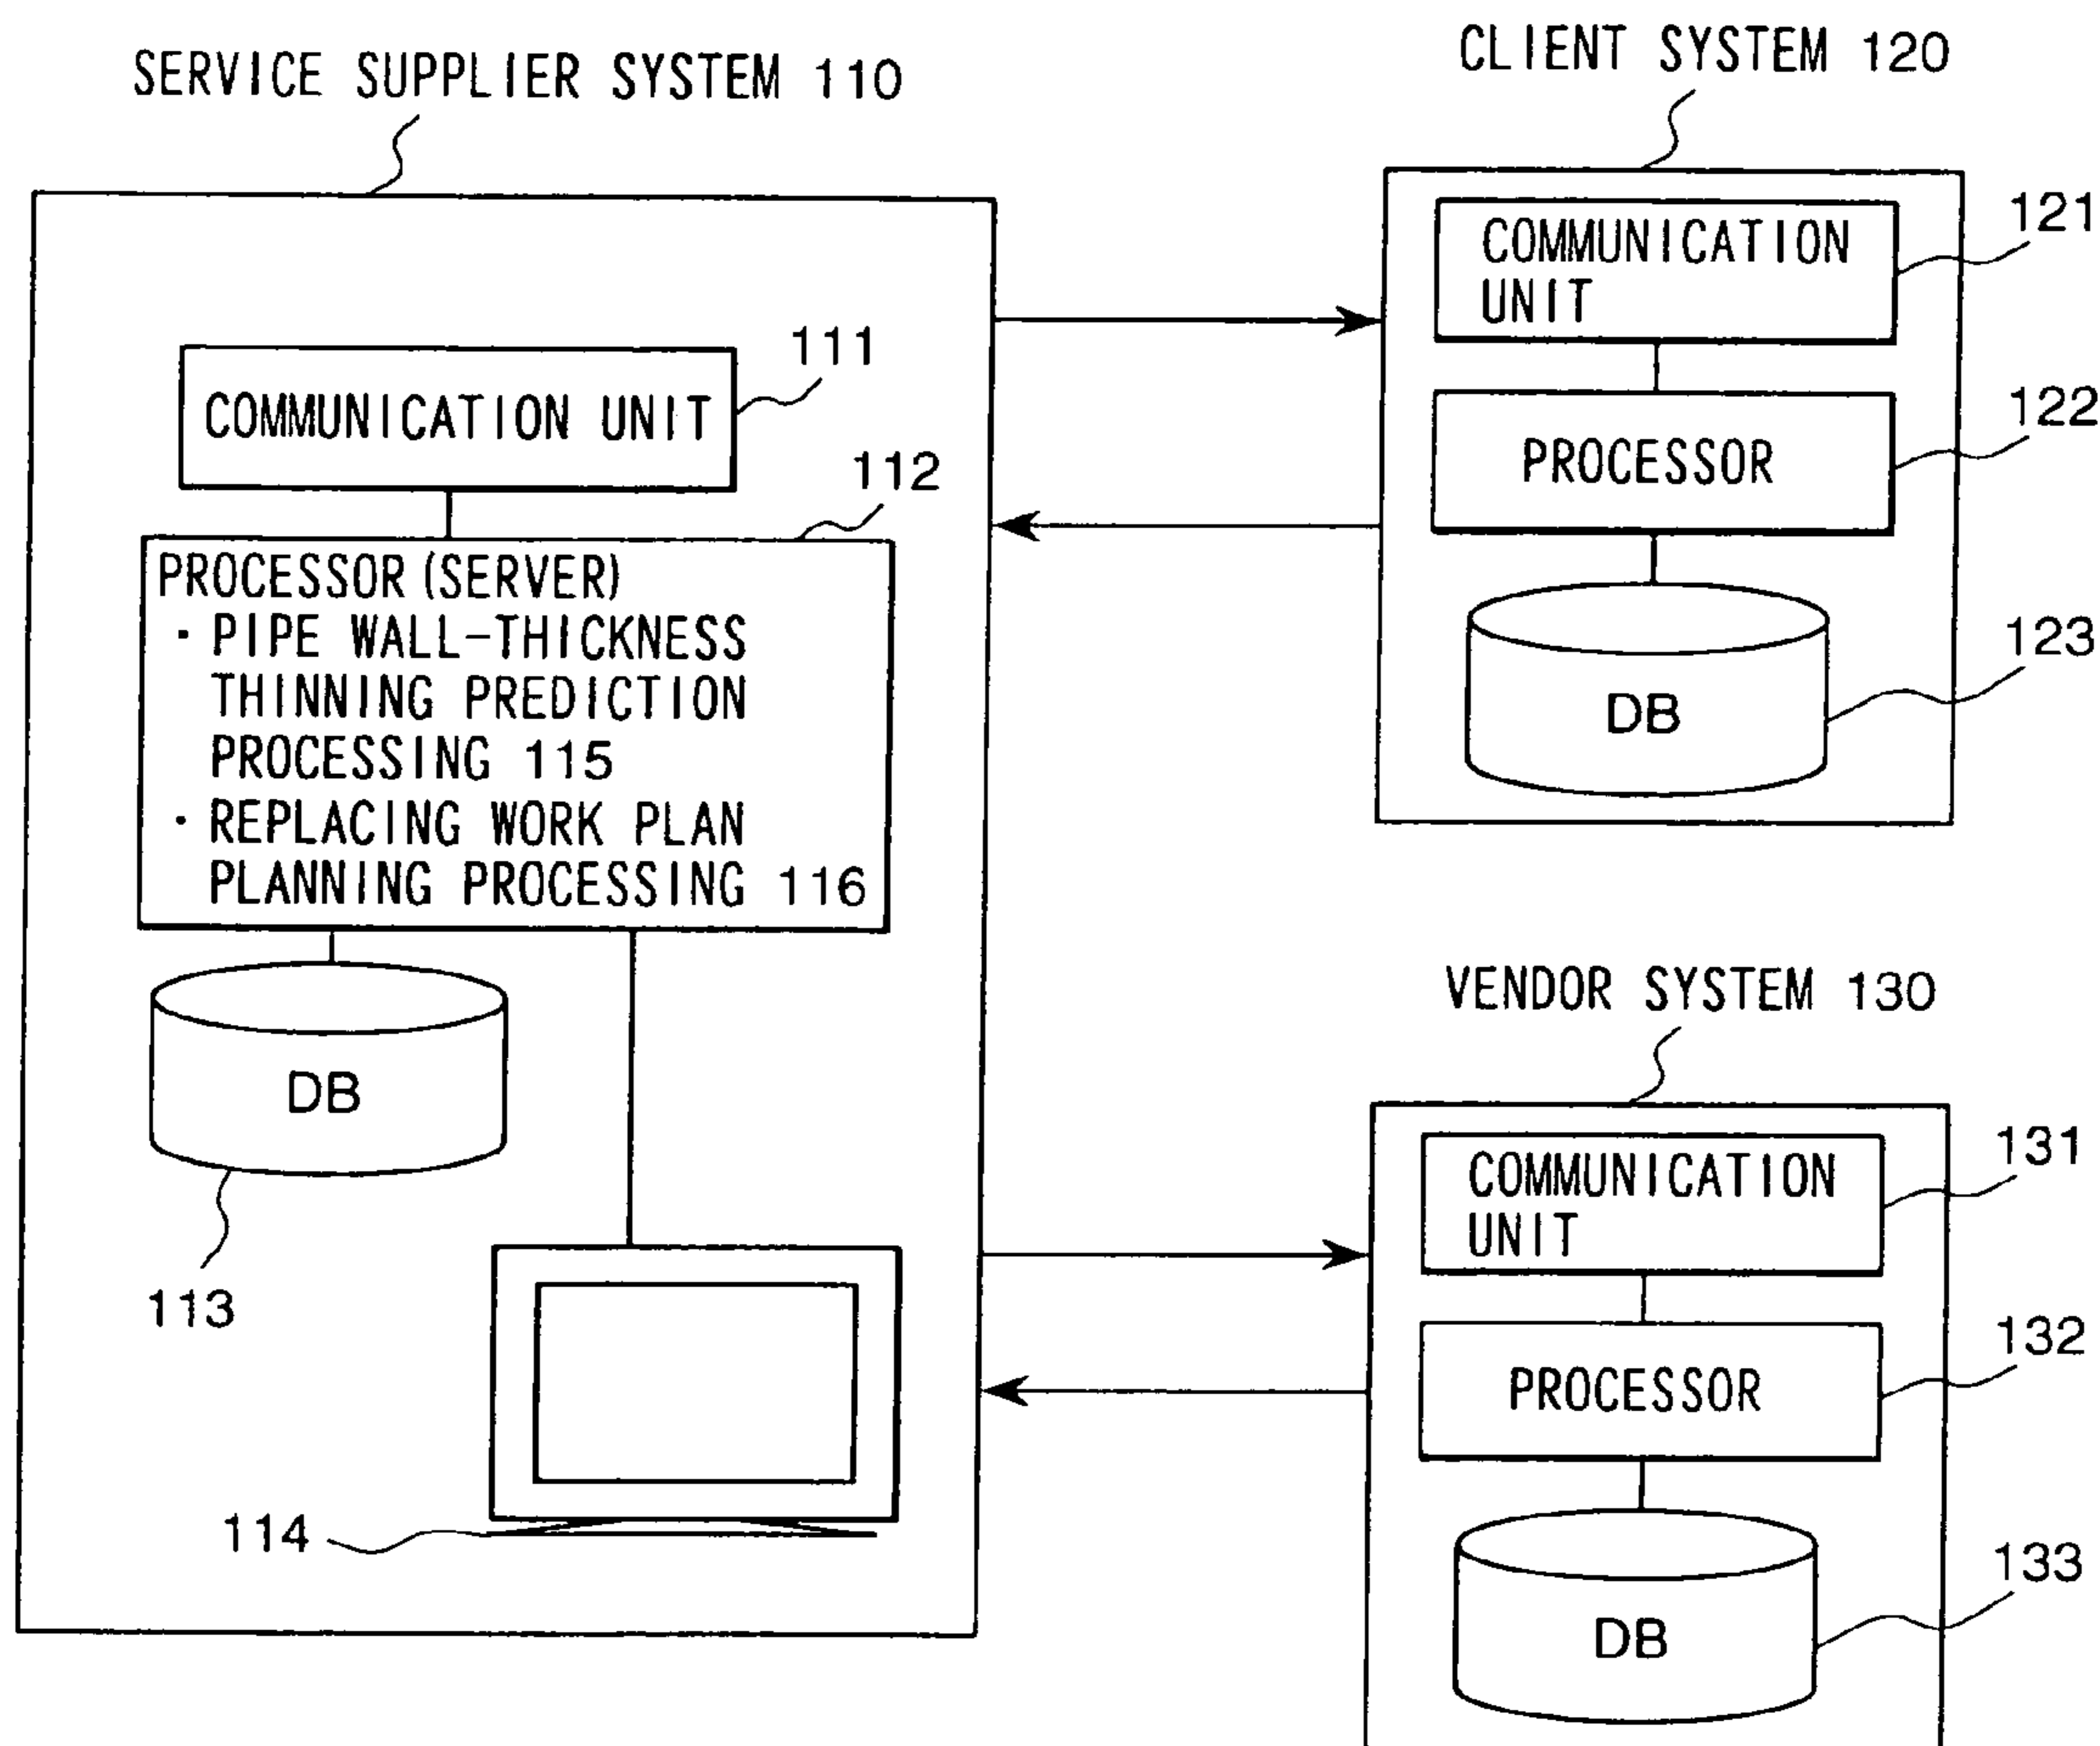 SERVICE SUPPLIER SYSTEM 110
111
COMMUNICATION UNIT
112
PROCESSOR (SERVER)
・PIPE WALL-THICKNESS
THINNING PREDICTION
PROCESSING 115
・REPLACING WORK PLAN
PLANNING PROCESSING 116
DB
113
114
CLIENT SYSTEM 120
COMMUNICATION
UNIT
121
PROCESSOR
122
DB
123
VENDOR SYSTEM 130
COMMUNICATION
UNIT
131
PROCESSOR
132
DB
133